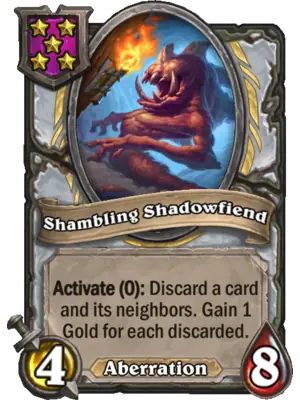 Shambling Shadowfiend
Activate (0): Discard a card
and its neighbors. Gain 1
Gold for each discarded.
4
Aberration
8